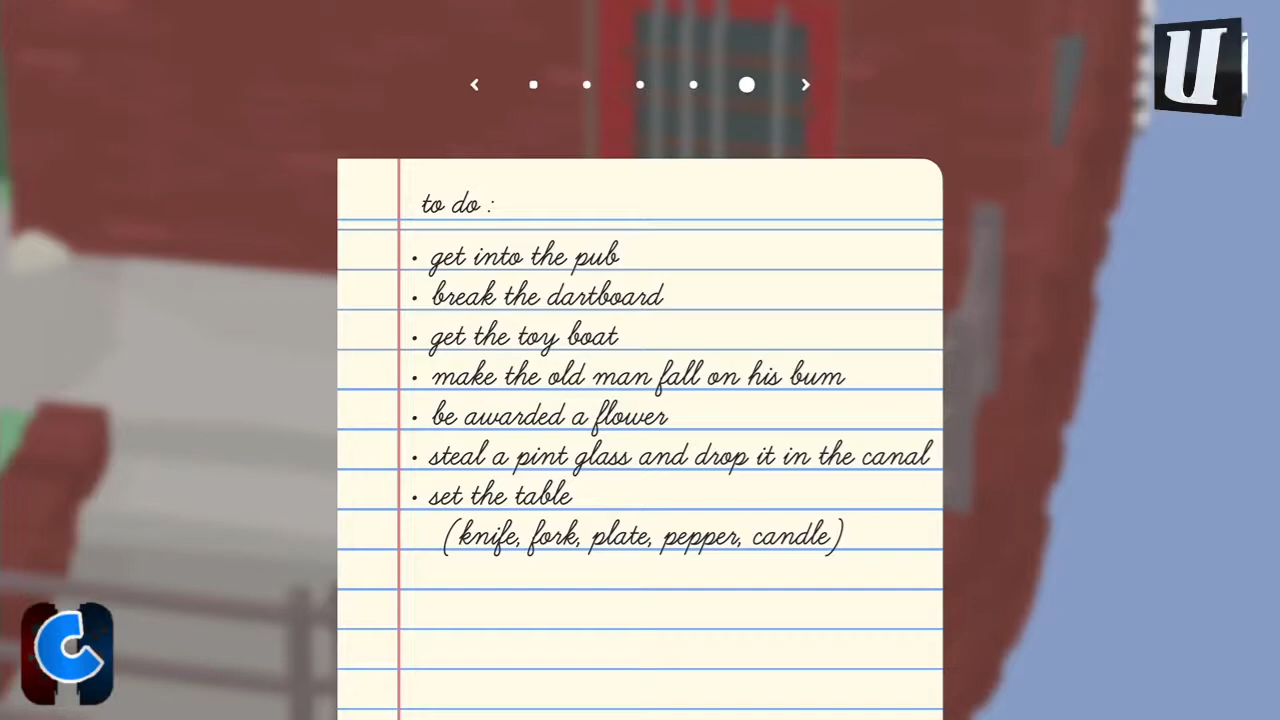 U
to do :
• get into the pub
• break the dartboard
• get the toy boat
• make the old man fall on his bum
• be awarded a flower
• steal a pint glass and drop it in the canal
• set the table
(knife, fork, plate, pepper, candle)
C